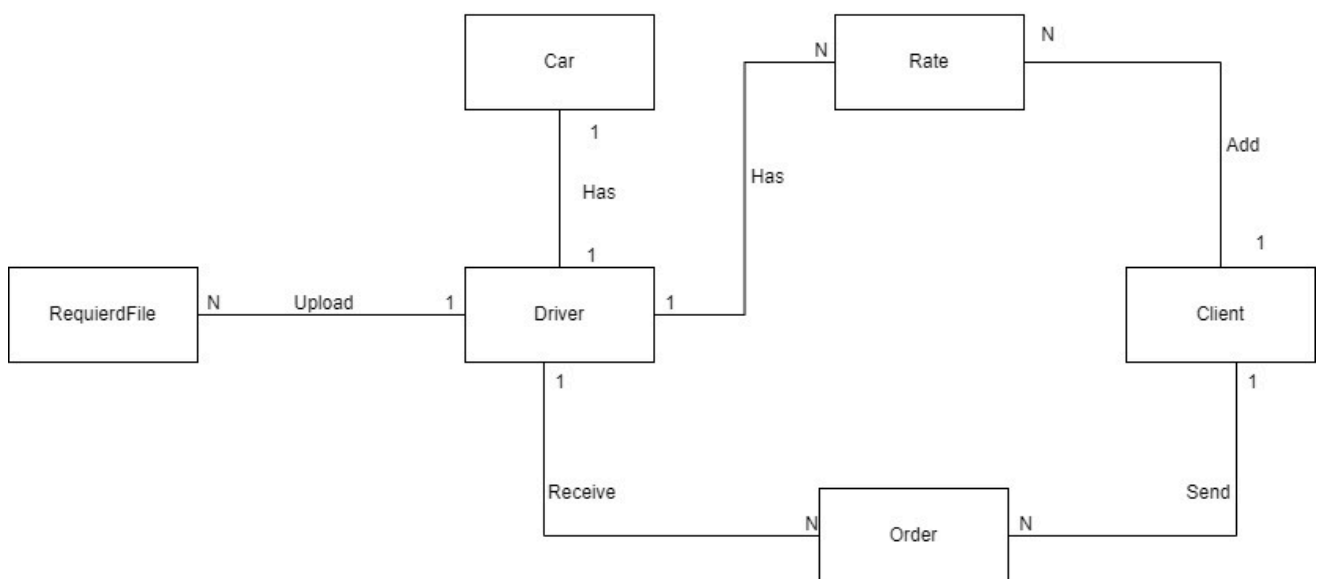 Car
1
Has
1
N
Rate
N
Has
Add
1
RequierdFile
N
Upload
1
Driver
1
Client
1
1
Receive
Send
N
Order
N